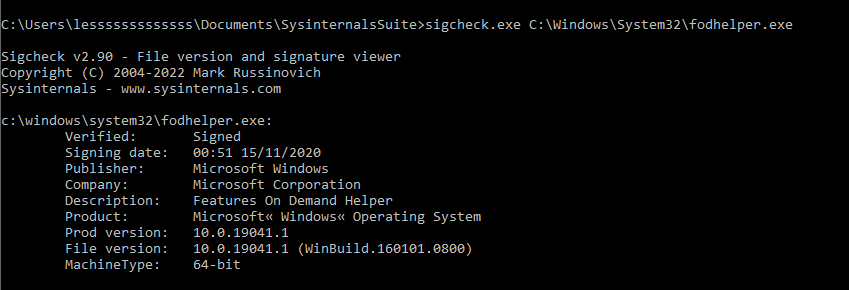 C:\Users\lessssssssssssss\Documents\SysinternalsSuite>sigcheck.exe C:\Windows\System32\fodhelper.exe
Sigcheck v2.90 - File version and signature viewer
Copyright (C) 2004-2022 Mark Russinovich
Sysinternals - www.sysinternals.com
c:\windows\system32\fodhelper.exe:
Verified: Signed
Signing date: 00:51 15/11/2020
Publisher: Microsoft Windows
Company: Microsoft Corporation
Description: Features On Demand Helper
Product: Microsoft« Windows« Operating System
Prod version: 10.0.19041.1
File version: 10.0.19041.1 (WinBuild.160101.0800)
MachineType: 64-bit